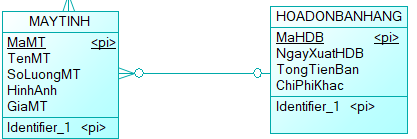 MAYTINH
MaMT <pi>
TenMT
SoLuongMT
HinhAnh
GiaMT
Identifier_1 <pi>
HOADONBANHANG
MaHDB <pi>
NgayXuatHDB
TongTienBan
ChiPhiKhac
Identifier_1 <pi>